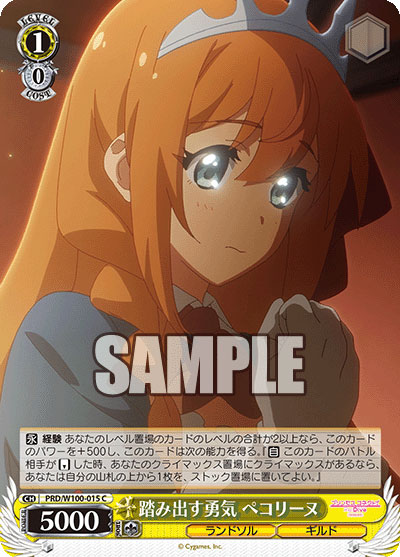 LEVEL
1
0
COST
SAMPLE
永 経験 あなたのレベル置場のカードのレベルの合計が2以上なら、このカード
のパワーを+500し、このカードは次の能力を得る。『自 このカードのバトル
相手が[↷]した時、あなたのクライマックス置場にクライマックスがあるなら、
あなたは自分の山札の上から1枚を、ストック置場に置いてよい。』
CH PRD/W100-015 C
踏み出す勇気 ペコリーヌ
5000
ランドソル
ギルド
© Cygames, Inc.